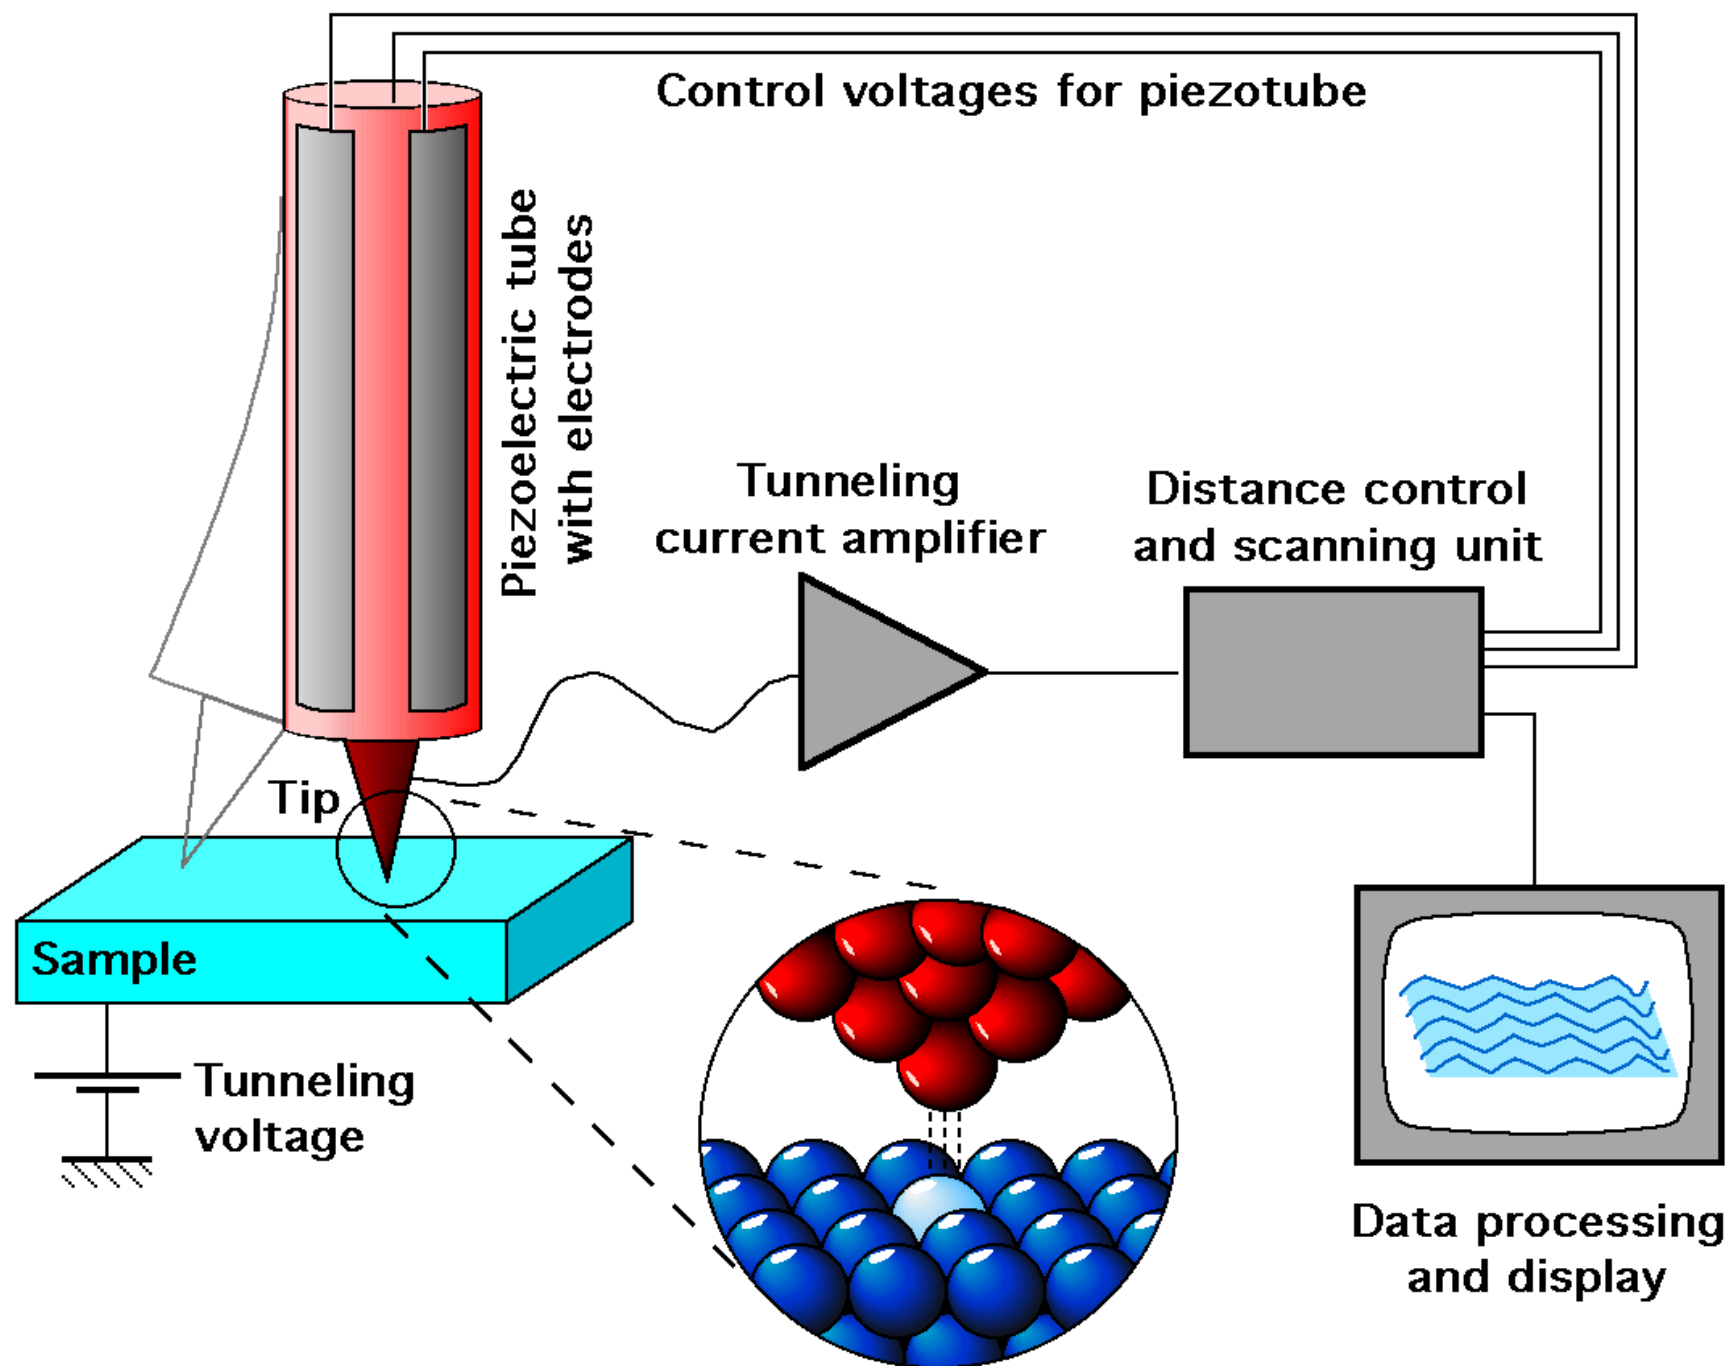 Control voltages for piezotube
Piezoelectric tube
with electrodes
Tunneling
current amplifier
Distance control
and scanning unit
Tip
Sample
Tunneling
voltage
Data processing
and display